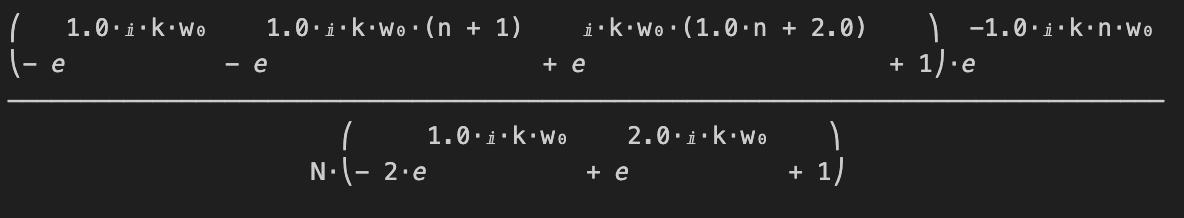 ⎛   1.0·ⅈ·k·w₀    1.0·ⅈ·k·w₀·(n + 1)    ⅈ·k·w₀·(1.0·n + 2.0)    ⎞  -1.0·ⅈ·k·n·w₀
⎝- e           - e                   + e                     + 1⎠·e
────────────────────────────────────────────────────────────────────────────────
                       ⎛     1.0·ⅈ·k·w₀    2.0·ⅈ·k·w₀    ⎞
                     N·⎝- 2·e           + e           + 1⎠